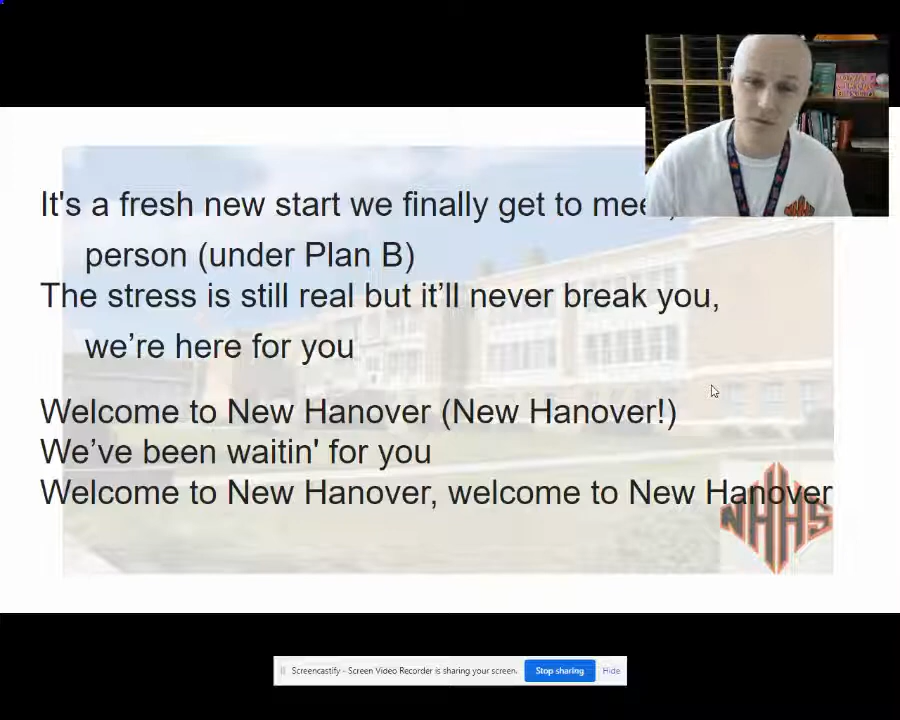 It's a fresh new start we finally get to
person (under Plan B)
The stress is still real but it’ll never break you,
we’re here for you
Welcome to New Hanover (New Hanover!)
We’ve been waitin' for you
Welcome to New Hanover, welcome to New Hanover
NHHS
Screencastify - Screen Video Recorder is sharing your screen. Stop sharing Hide